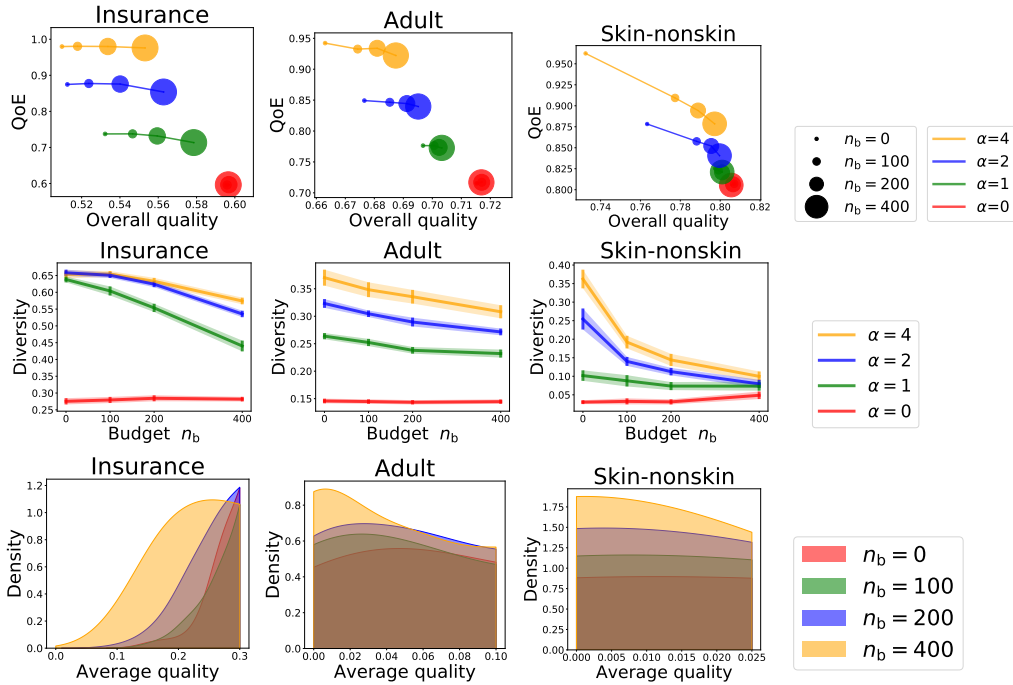 Insurance
Adult
Skin-nonskin
QoE
1.0
0.9
0.8
0.7
0.6
0.52
0.54
0.56
0.58
0.60
Overall quality
QoE
0.95
0.90
0.85
0.80
0.75
0.70
0.66
0.67
0.68
0.69
0.70
0.71
0.72
Overall quality
QoE
0.950
0.925
0.900
0.875
0.850
0.825
0.800
0.74
0.76
0.78
0.80
0.82
Overall quality
n_b = 0
n_b = 100
n_b = 200
n_b = 400
α=4
α=2
α=1
α=0
Insurance
Adult
Skin-nonskin
Diversity
0.65
0.60
0.55
0.50
0.45
0.40
0.35
0.30
0.25
0
100
200
400
Budget n_b
Diversity
0.35
0.30
0.25
0.20
0.15
0
100
200
400
Budget n_b
Diversity
0.40
0.35
0.30
0.25
0.20
0.15
0.10
0.05
0
100
200
400
Budget n_b
α = 4
α = 2
α = 1
α = 0
Insurance
Adult
Skin-nonskin
Density
1.2
1.0
0.8
0.6
0.4
0.2
0.0
0.0
0.1
0.2
0.3
Average quality
Density
0.8
0.6
0.4
0.2
0.0
0.00
0.02
0.04
0.06
0.08
0.10
Average quality
Density
1.75
1.50
1.25
1.00
0.75
0.50
0.25
0.00
0.000
0.005
0.010
0.015
0.020
0.025
Average quality
n_b = 0
n_b = 100
n_b = 200
n_b = 400